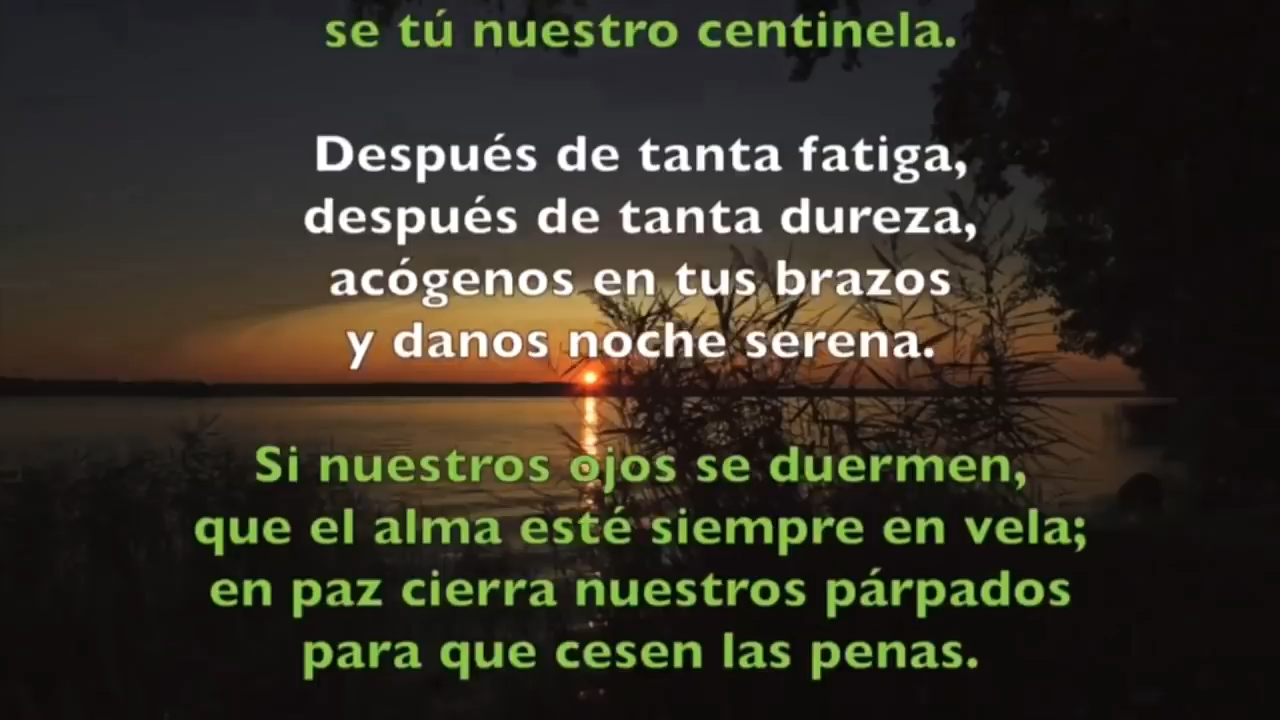 se tú nuestro centinela.
Después de tanta fatiga,
después de tanta dureza,
acógenos en tus brazos
y danos noche serena.
Si nuestros ojos se duermen,
que el alma esté siempre en vela;
en paz cierra nuestros párpados
para que cesen las penas.